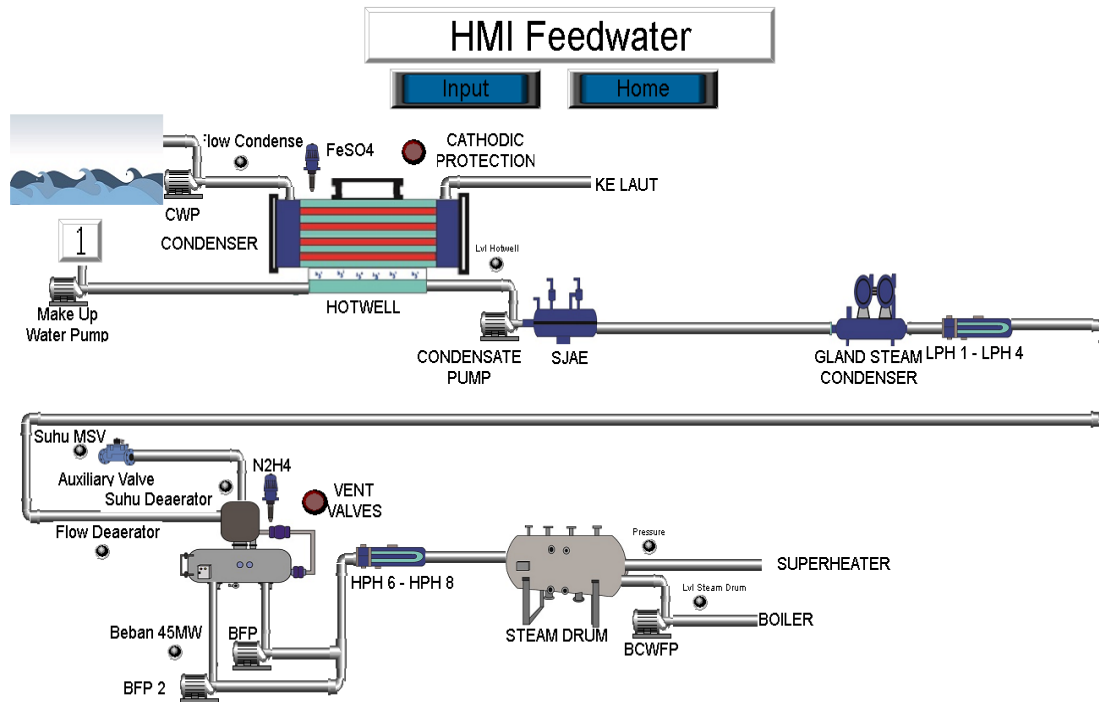 HMI Feedwater
Input
Home
Flow Condense
FeSO4
CATHODIC
PROTECTION
KE LAUT
CWP
1
CONDENSER
Lvl Hotwell
HOTWELL
Make Up
Water Pump
CONDENSATE
PUMP
SJAE
GLAND STEAM
CONDENSER
LPH 1 - LPH 4
Suhu MSV
Auxiliary Valve
N2H4
Suhu Deaerator
VENT
VALVES
Flow Deaerator
Pressure
HPH 6 - HPH 8
SUPERHEATER
Lvl Steam Drum
STEAM DRUM
BCWFP
BOILER
Beban 45MW
BFP
BFP 2